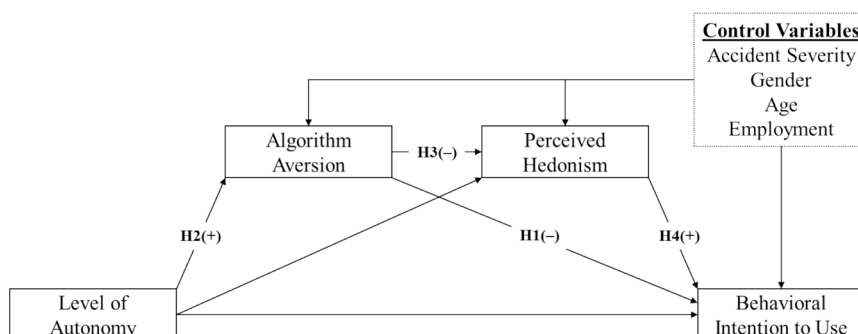 Control Variables
Accident Severity
Gender
Age
Employment
Algorithm
Aversion
H3(–)
Perceived
Hedonism
H2(+)
H1(–)
H4(+)
Level of
Autonomy
Behavioral
Intention to Use